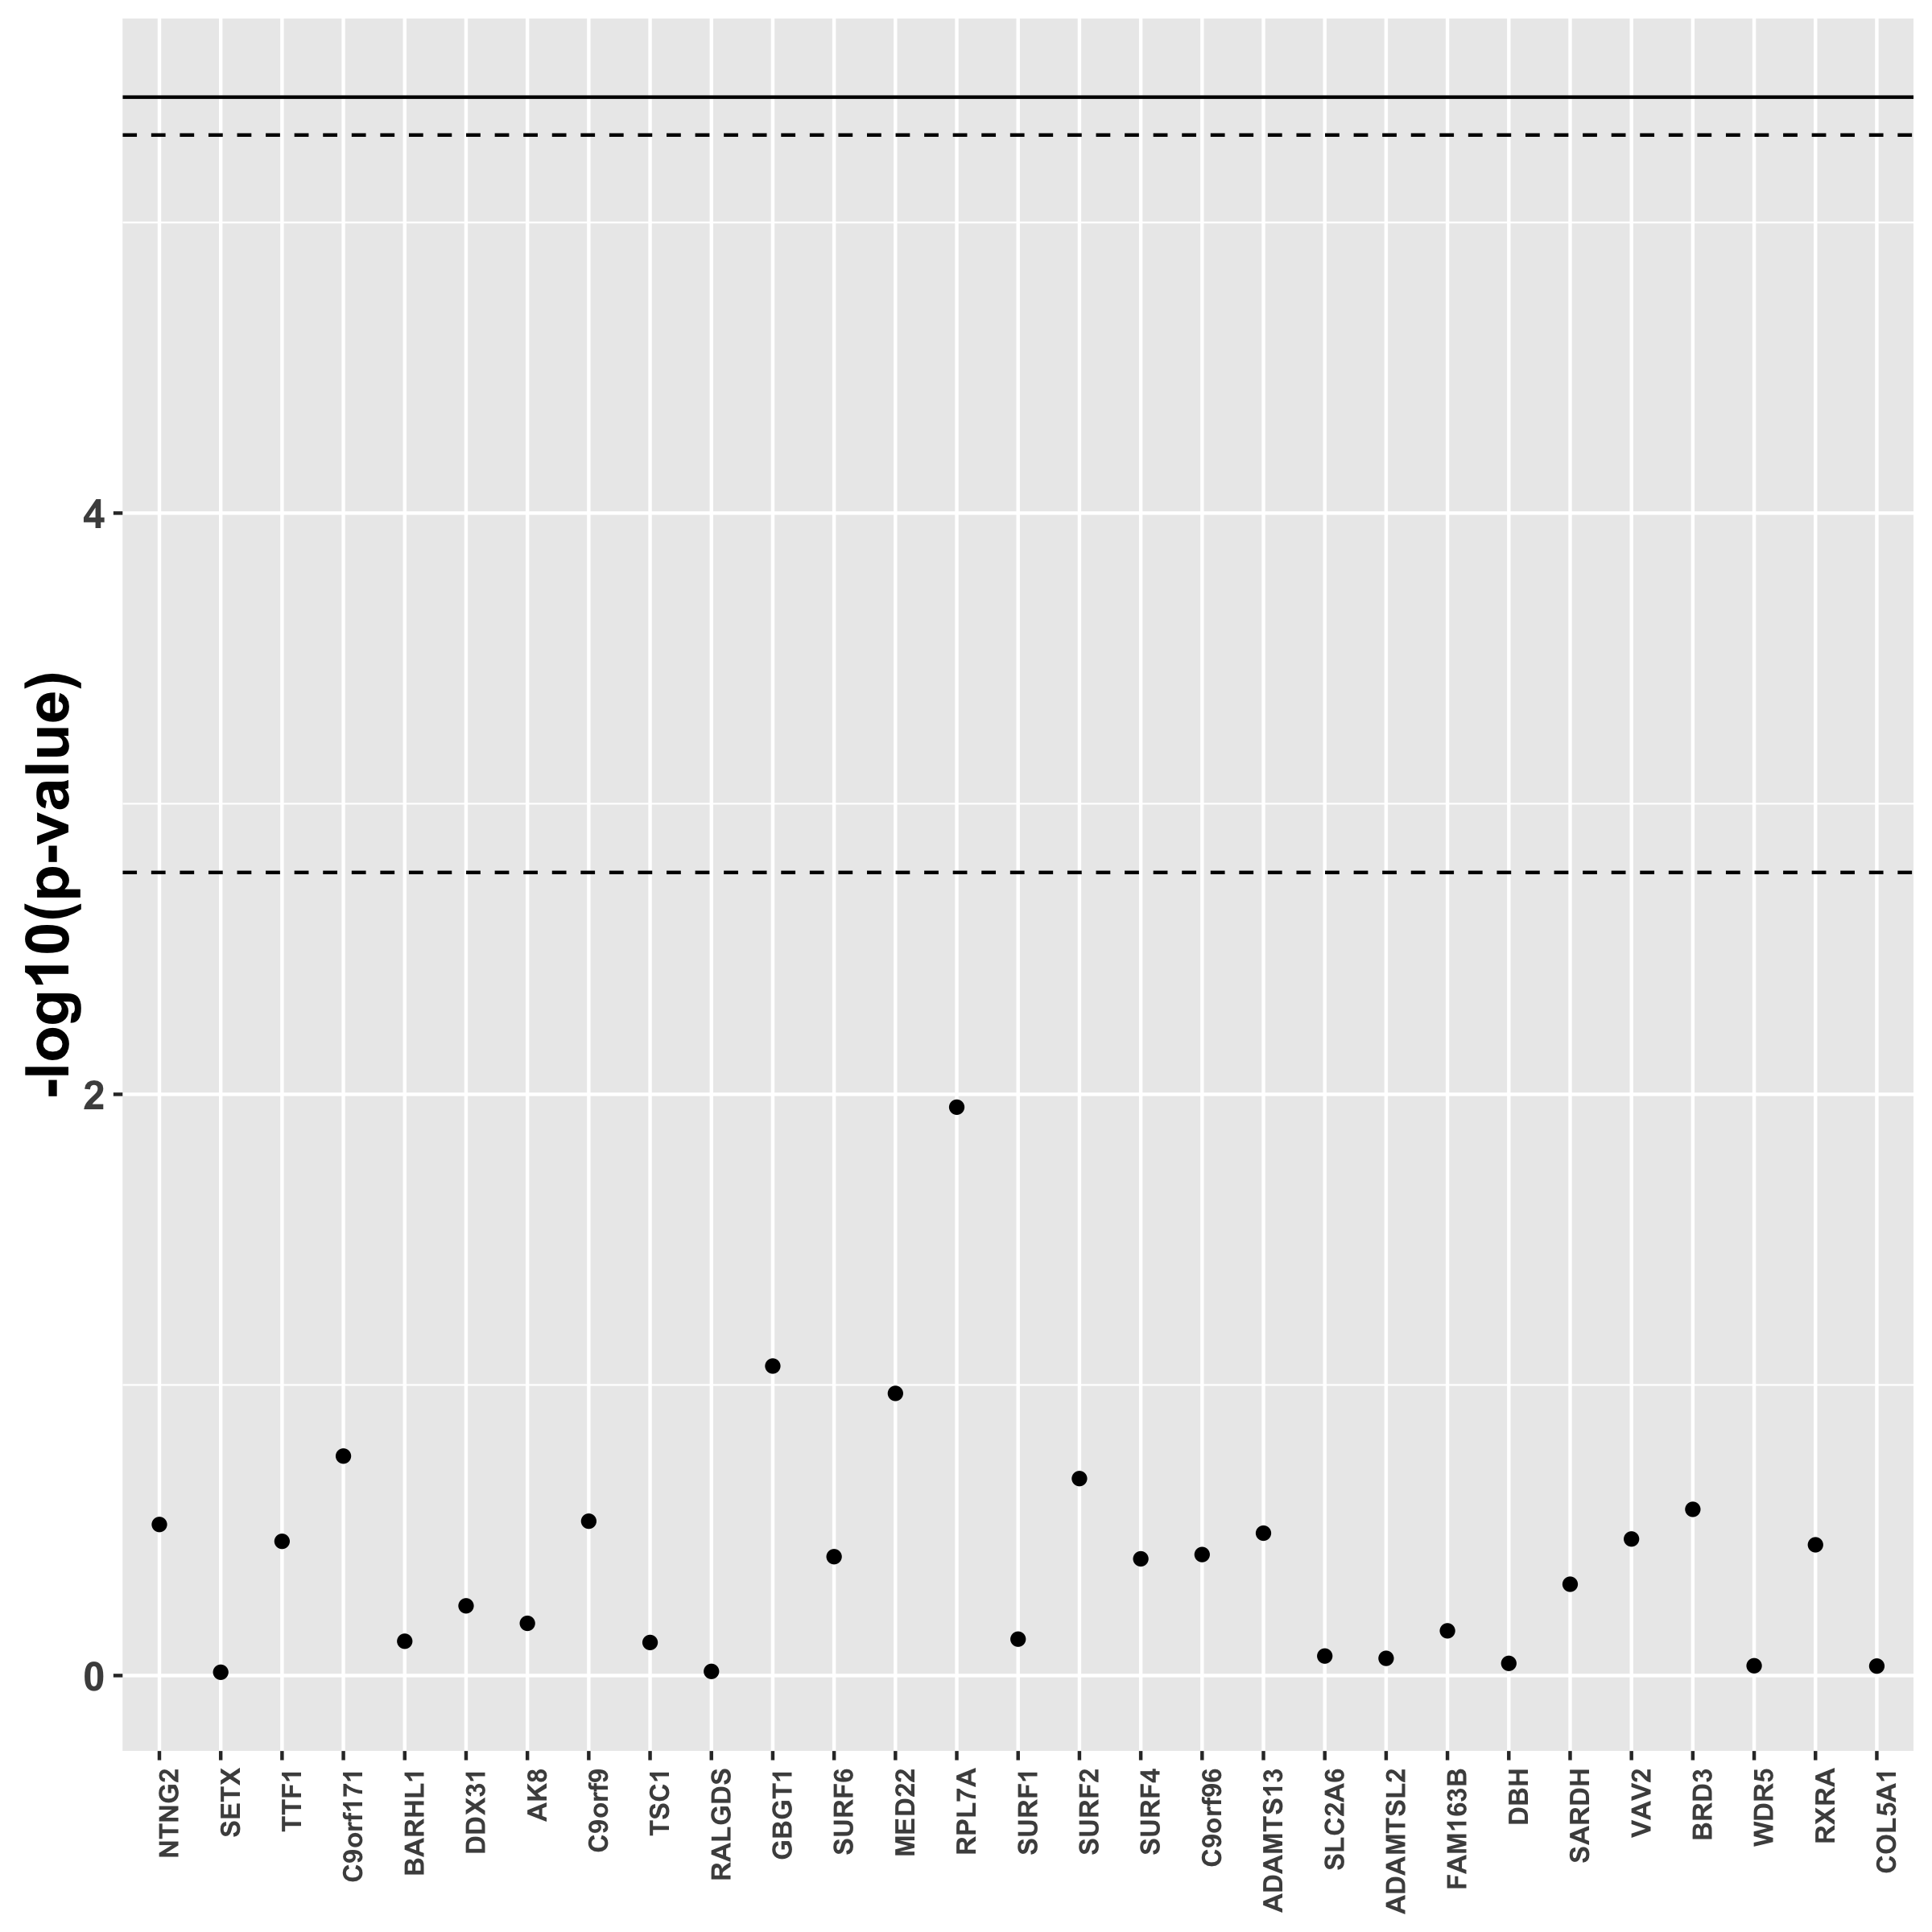 -log10(p-value)
4
2
0
NTNG2
SETX
TTF1
C9orf171
BARHL1
DDX31
AK8
C9orf9
TSC1
RALGDS
GBGT1
SURF6
MED22
RPL7A
SURF1
SURF2
SURF4
C9orf96
ADAMTS13
SLC2A6
ADAMTSL2
FAM163B
DBH
SARDH
VAV2
BRD3
WDR5
RXRA
COL5A1